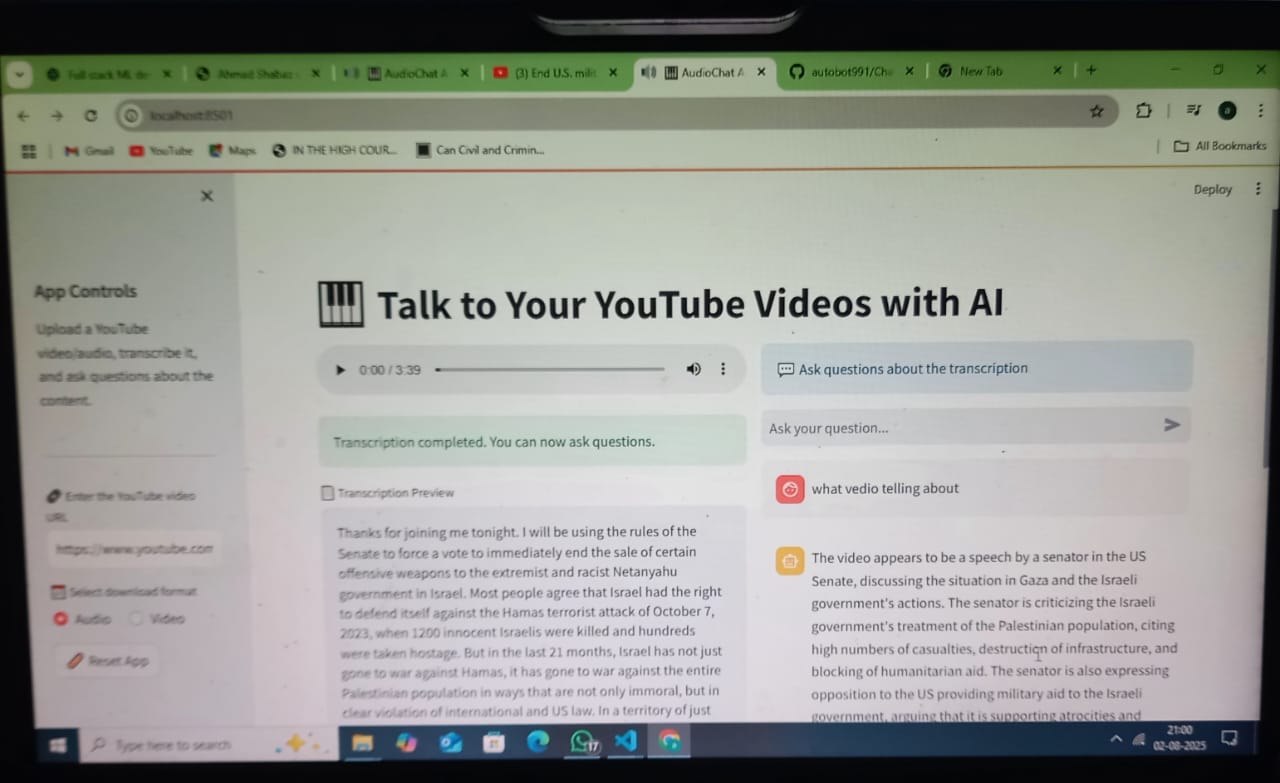 Full stack ML de
Ahmad Shabaz
AudioChat A
(3) End U.S. milit
AudioChat A
autobot991/Cha
New Tab
localhost:8501
Gmail
YouTube
Maps
IN THE HIGH COUR...
Can Civil and Crimin...
All Bookmarks
Deploy
App Controls
Upload a YouTube
video/audio, transcribe it,
and ask questions about the
content.
Enter the YouTube video
URL
https://www.youtube.com
Select download format
Audio
Video
Reset App
Talk to Your YouTube Videos with AI
0:00 / 3:39
Transcription completed. You can now ask questions.
Transcription Preview
Thanks for joining me tonight. I will be using the rules of the
Senate to force a vote to immediately end the sale of certain
offensive weapons to the extremist and racist Netanyahu
government in Israel. Most people agree that Israel had the right
to defend itself against the Hamas terrorist attack of October 7,
2023, when 1200 innocent Israelis were killed and hundreds
were taken hostage. But in the last 21 months, Israel has not just
gone to war against Hamas, it has gone to war against the entire
Palestinian population in ways that are not only immoral, but in
clear violation of international and US law. In a territory of just
Ask questions about the transcription
Ask your question...
what vedio telling about
The video appears to be a speech by a senator in the US
Senate, discussing the situation in Gaza and the Israeli
government's actions. The senator is criticizing the Israeli
government's treatment of the Palestinian population, citing
high numbers of casualties, destruction of infrastructure, and
blocking of humanitarian aid. The senator is also expressing
opposition to the US providing military aid to the Israeli
government, arguing that it is supporting atrocities and
Type here to search
17
21:00
02-08-2025